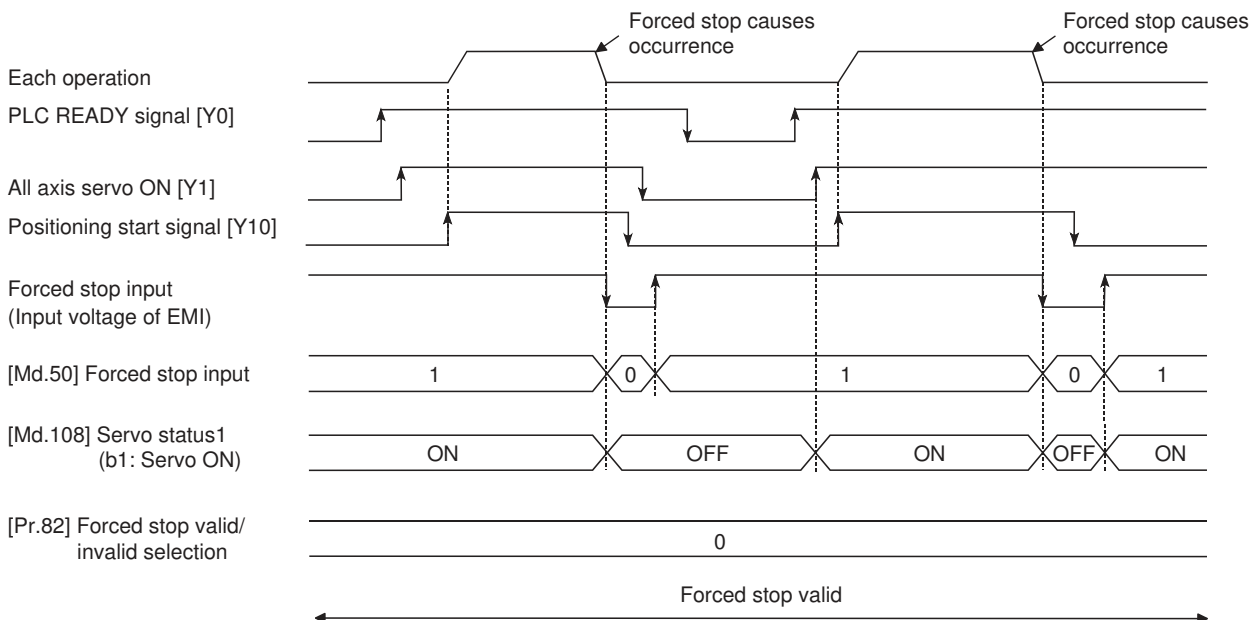 Forced stop causes
occurrence
Forced stop causes
occurrence
Each operation
PLC READY signal [Y0]
All axis servo ON [Y1]
Positioning start signal [Y10]
Forced stop input
(Input voltage of EMI)
[Md.50] Forced stop input
1 0 1 0 1
[Md.108] Servo status1
(b1: Servo ON)
ON OFF ON OFF ON
[Pr.82] Forced stop valid/
invalid selection
0
Forced stop valid